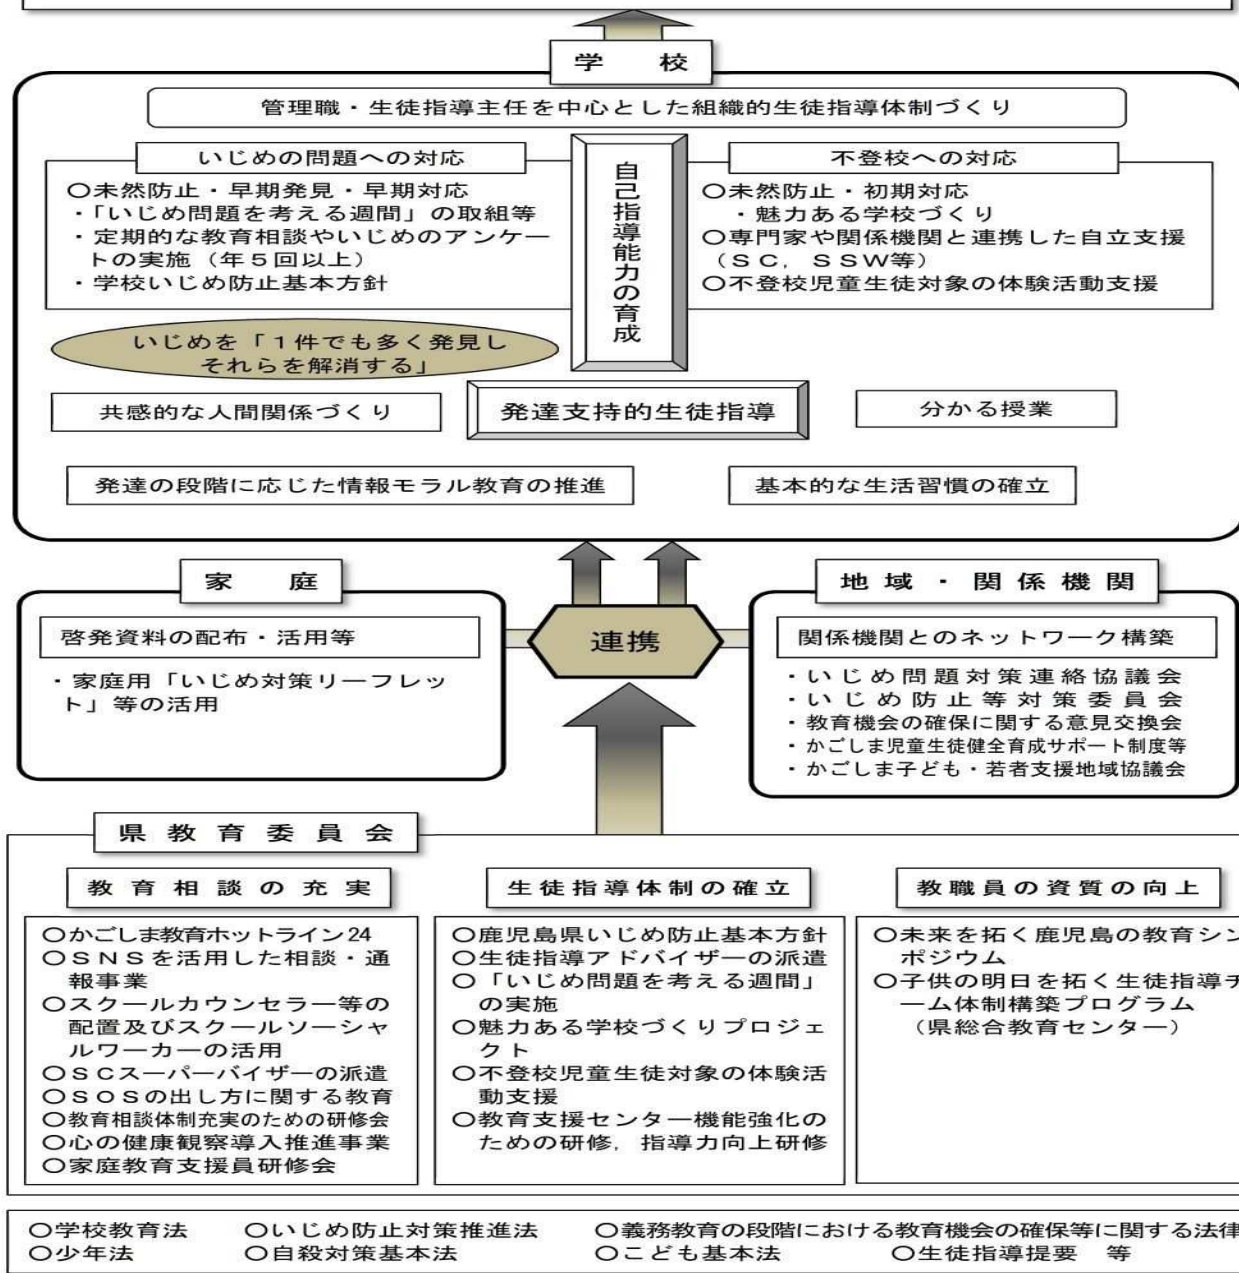 学　校
管理職・生徒指導主任を中心とした組織的生徒指導体制づくり
いじめの問題への対応
○未然防止・早期発見・早期対応
・「いじめ問題を考える週間」の取組等
・定期的な教育相談やいじめのアンケー
トの実施（年５回以上）
・学校いじめ防止基本方針
自己指導能力の育成
不登校への対応
○未然防止・初期対応
・魅力ある学校づくり
○専門家や関係機関と連携した自立支援
（ＳＣ，ＳＳＷ等）
○不登校児童生徒対象の体験活動支援
いじめを「１件でも多く発見し
それらを解消する」
共感的な人間関係づくり
発達支持的生徒指導
分かる授業
発達の段階に応じた情報モラル教育の推進
基本的な生活習慣の確立
家　庭
啓発資料の配布・活用等
・家庭用「いじめ対策リーフレッ
ト」等の活用
連携
地域・関係機関
関係機関とのネットワーク構築
・いじめ問題対策連絡協議会
・いじめ防止等対策委員会
・教育機会の確保に関する意見交換会
・かごしま児童生徒健全育成サポート制度等
・かごしま子ども・若者支援地域協議会
県教育委員会
教育相談の充実
○かごしま教育ホットライン24
○ＳＮＳを活用した相談・通
報事業
○スクールカウンセラー等の
配置及びスクールソーシャ
ルワーカーの活用
○ＳＣスーパーバイザーの派遣
○ＳＯＳの出し方に関する教育
○教育相談体制充実のための研修会
○心の健康観察導入推進事業
○家庭教育支援員研修会
生徒指導体制の確立
○鹿児島県いじめ防止基本方針
○生徒指導アドバイザーの派遣
○「いじめ問題を考える週間」
の実施
○魅力ある学校づくりプロジェ
クト
○不登校児童生徒対象の体験活
動支援
○教育支援センター機能強化の
ための研修，指導力向上研修
教職員の資質の向上
○未来を拓く鹿児島の教育シン
ポジウム
○子供の明日を拓く生徒指導チ
ーム体制構築プログラム
（県総合教育センター）
○学校教育法　○いじめ防止対策推進法　○義務教育の段階における教育機会の確保等に関する法律
○少年法　○自殺対策基本法　○こども基本法　○生徒指導提要　等